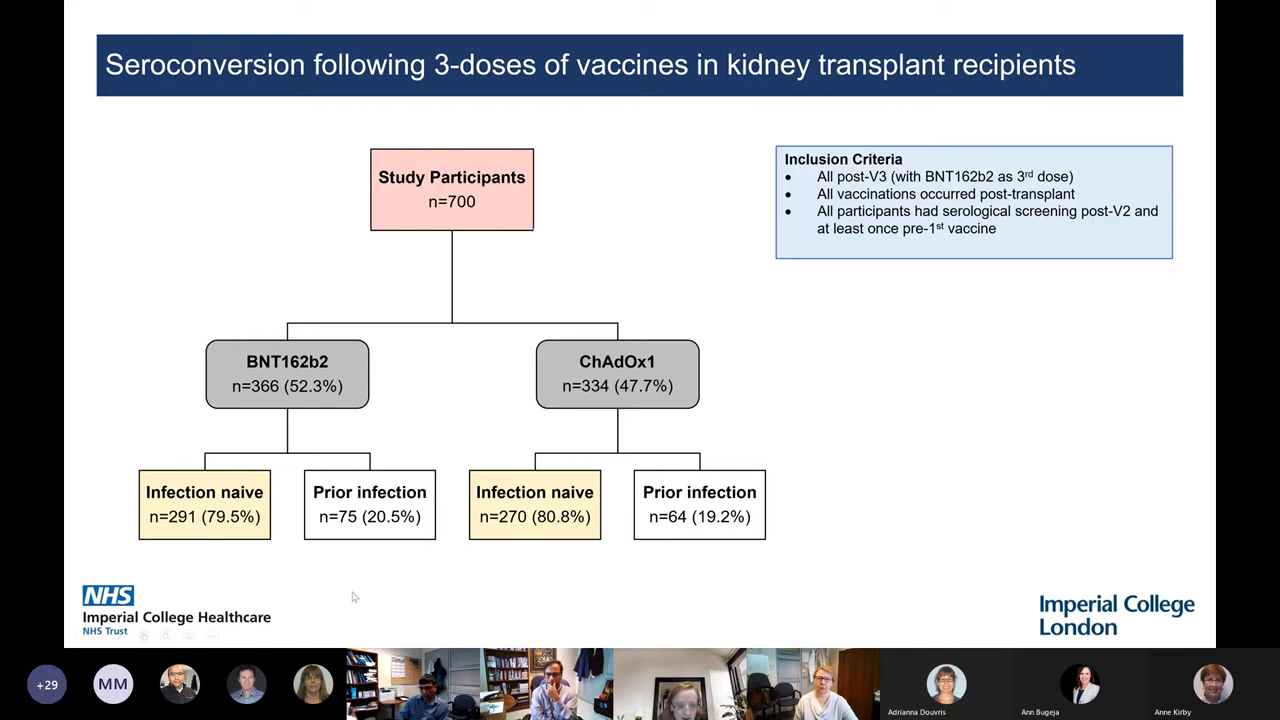 Seroconversion following 3-doses of vaccines in kidney transplant recipients
Study Participants
n=700
Inclusion Criteria
• All post-V3 (with BNT162b2 as 3rd dose)
• All vaccinations occurred post-transplant
• All participants had serological screening post-V2 and
at least once pre-1st vaccine
BNT162b2
n=366 (52.3%)
ChAdOx1
n=334 (47.7%)
Infection naive
n=291 (79.5%)
Prior infection
n=75 (20.5%)
Infection naive
n=270 (80.8%)
Prior infection
n=64 (19.2%)
NHS
Imperial College Healthcare
NHS Trust
Imperial College
London
+29
MM
Adrianna Douvris
Ann Bugeja
Anne Kirby